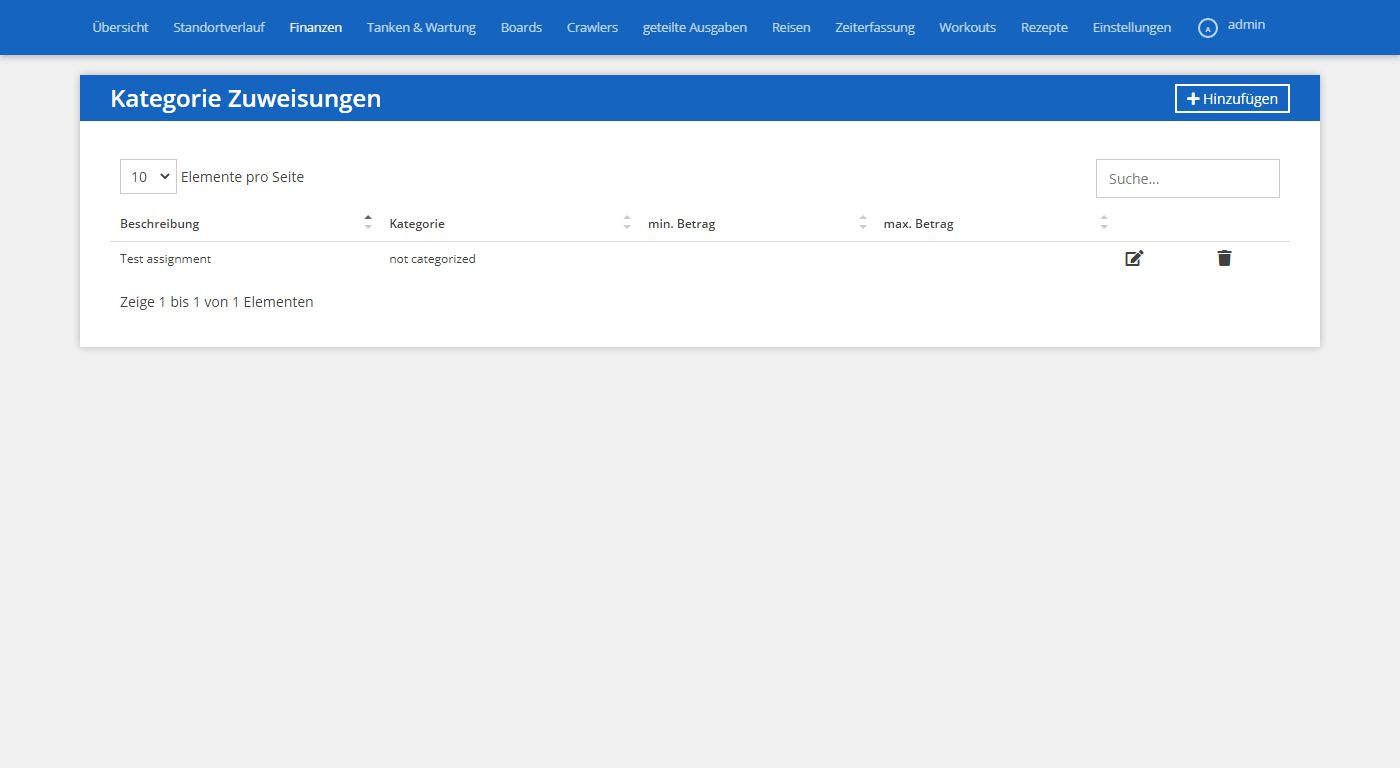 Übersicht Standortverlauf Finanzen Tanken & Wartung Boards Crawlers geteilte Ausgaben Reisen Zeiterfassung Workouts Rezepte Einstellungen A admin
Kategorie Zuweisungen Hinzufügen
10 Elemente pro Seite Suche...
Beschreibung Kategorie min. Betrag max. Betrag
Test assignment not categorized
Zeige 1 bis 1 von 1 Elementen